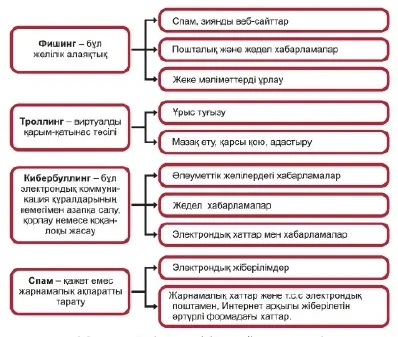 Фишинг – бұл
желілік алаяқтық
Спам, зиянды веб-сайттар
Пошталық және жедел хабарламалар
Жеке мәліметтерді ұрлау
Троллинг – виртуалды
қарым-қатынас тәсілі
Ұрыс туғызу
Мазақ ету, қарсы қою, адастыру
Кибербуллинг – бұл
электрондық коммуни-
кация құралдарының
көмегімен азапқа салу,
қорлау немесе қоқан-
лоқы жасау
Әлеуметтік желілердегі хабарламалар
Жедел хабарламалар
Электрондық хаттар мен хабарламалар
Спам – қажет емес
жарнамалық ақпаратты
тарату
Электрондық жіберілімдер
Жарнамалық хаттар және т.с.с электрондық
поштамен, Интернет арқылы жіберілетін
әртүрлі формадағы хаттар.